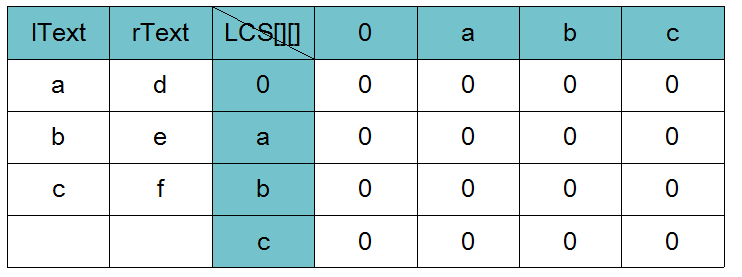 lText rText LCS[][] 0 a b c
a d 0 0 0 0 0
b e a 0 0 0 0
c f b 0 0 0 0
c 0 0 0 0